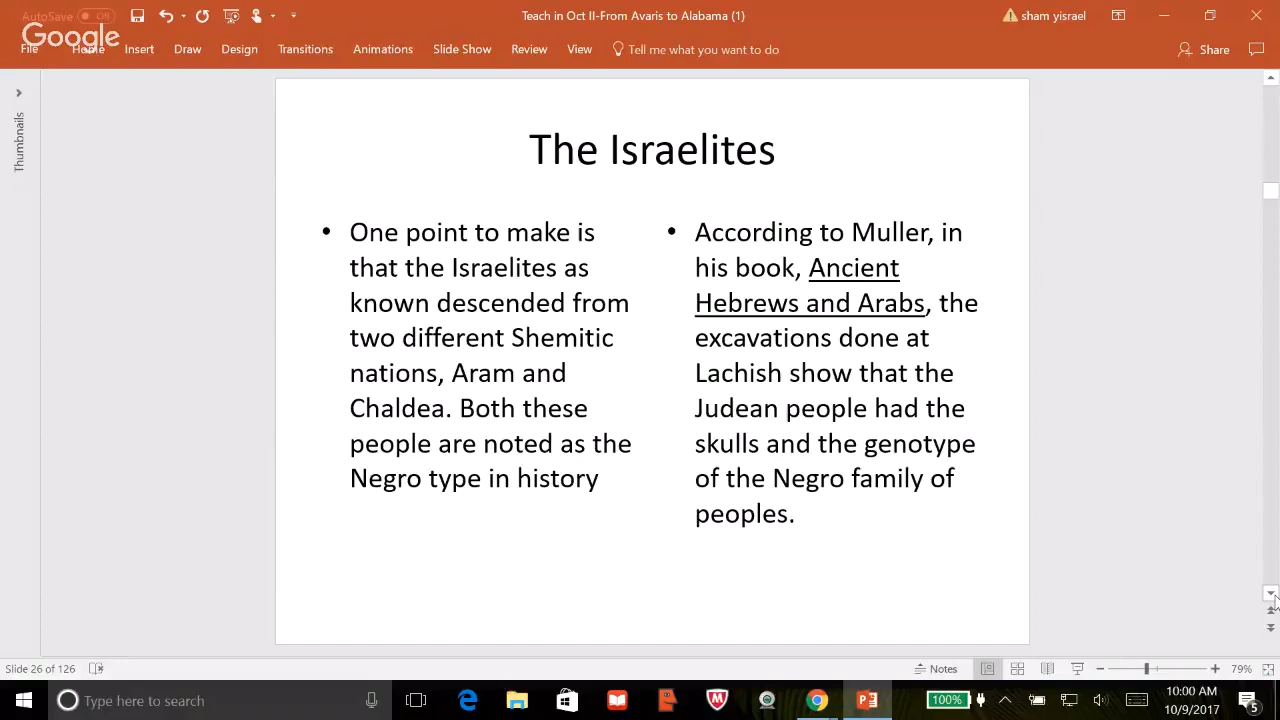 AutoSave Off
Teach in Oct II-From Avaris to Alabama (1)
sham yisrael
Google
File Home Insert Draw Design Transitions Animations Slide Show Review View Tell me what you want to do
Share
Thumbnails
The Israelites
• One point to make is
that the Israelites as
known descended from
two different Shemitic
nations, Aram and
Chaldea. Both these
people are noted as the
Negro type in history
• According to Muller, in
his book, Ancient
Hebrews and Arabs, the
excavations done at
Lachish show that the
Judean people had the
skulls and the genotype
of the Negro family of
peoples.
Slide 26 of 126
Notes
79%
Type here to search
100%
10:00 AM
10/9/2017
5